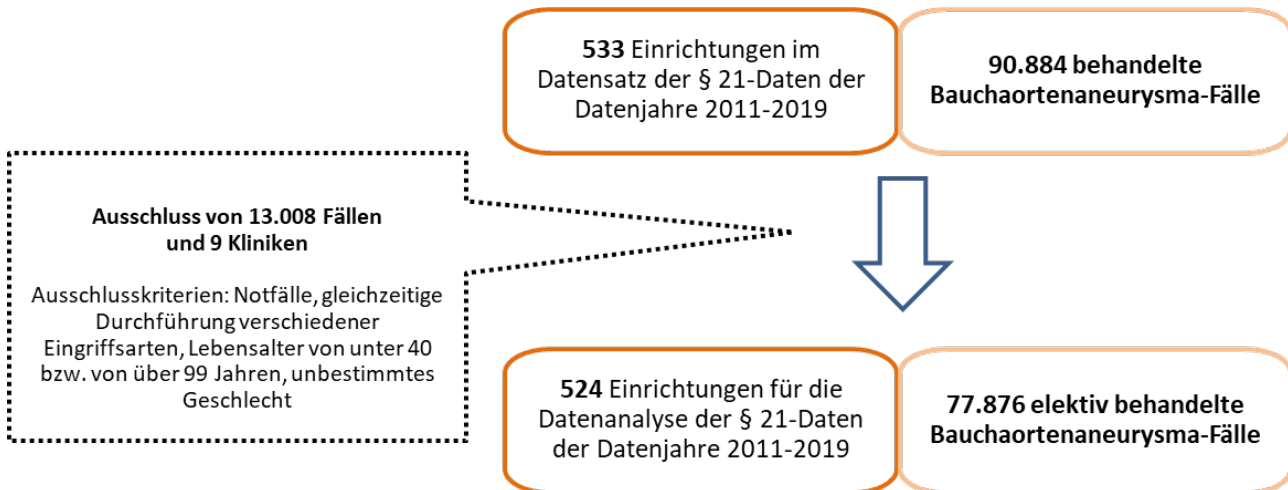 533 Einrichtungen im
Datensatz der § 21-Daten der
Datenjahre 2011-2019
90.884 behandelte
Bauchaortenaneurysma-Fälle
Ausschluss von 13.008 Fällen
und 9 Kliniken
Ausschlusskriterien: Notfälle, gleichzeitige
Durchführung verschiedener
Eingriffsarten, Lebensalter von unter 40
bzw. von über 99 Jahren, unbestimmtes
Geschlecht
524 Einrichtungen für die
Datenanalyse der § 21-Daten
der Datenjahre 2011-2019
77.876 elektiv behandelte
Bauchaortenaneurysma-Fälle